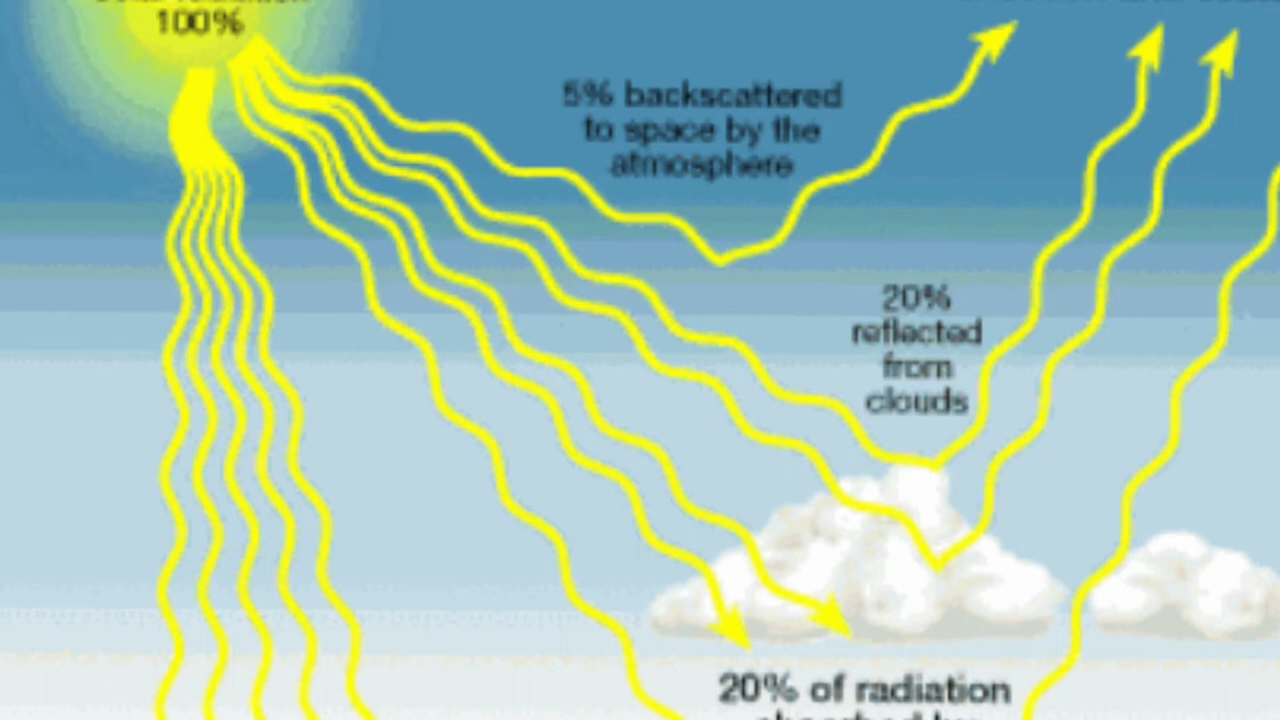 100%
5% backscattered
to space by the
atmosphere
20%
reflected
from
clouds
20% of radiation